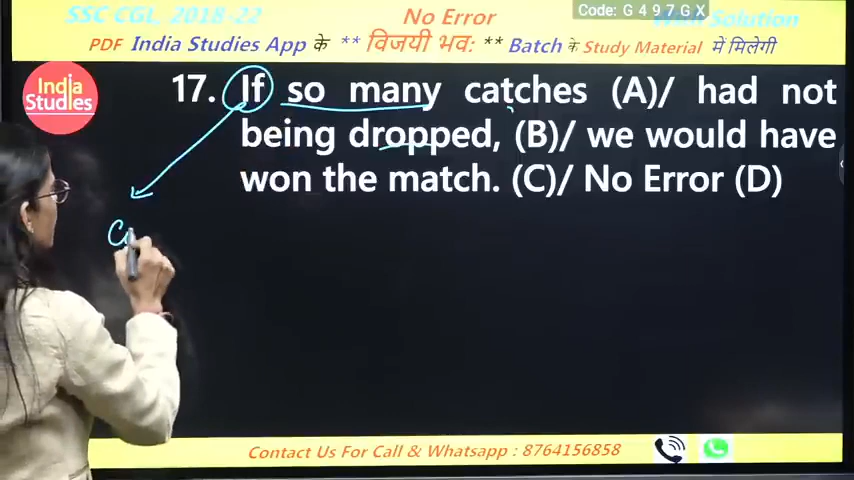 SSC CGL, 2018-22
No Error
Code: G 4 9 7 G X
Solution
PDF India Studies App के ** विजयी भव: ** Batch के Study Material में मिलेगी
India
Studies
17. If so many catches (A)/ had not
being dropped, (B)/ we would have
won the match. (C)/ No Error (D)
Contact Us For Call & Whatsapp : 8764156858